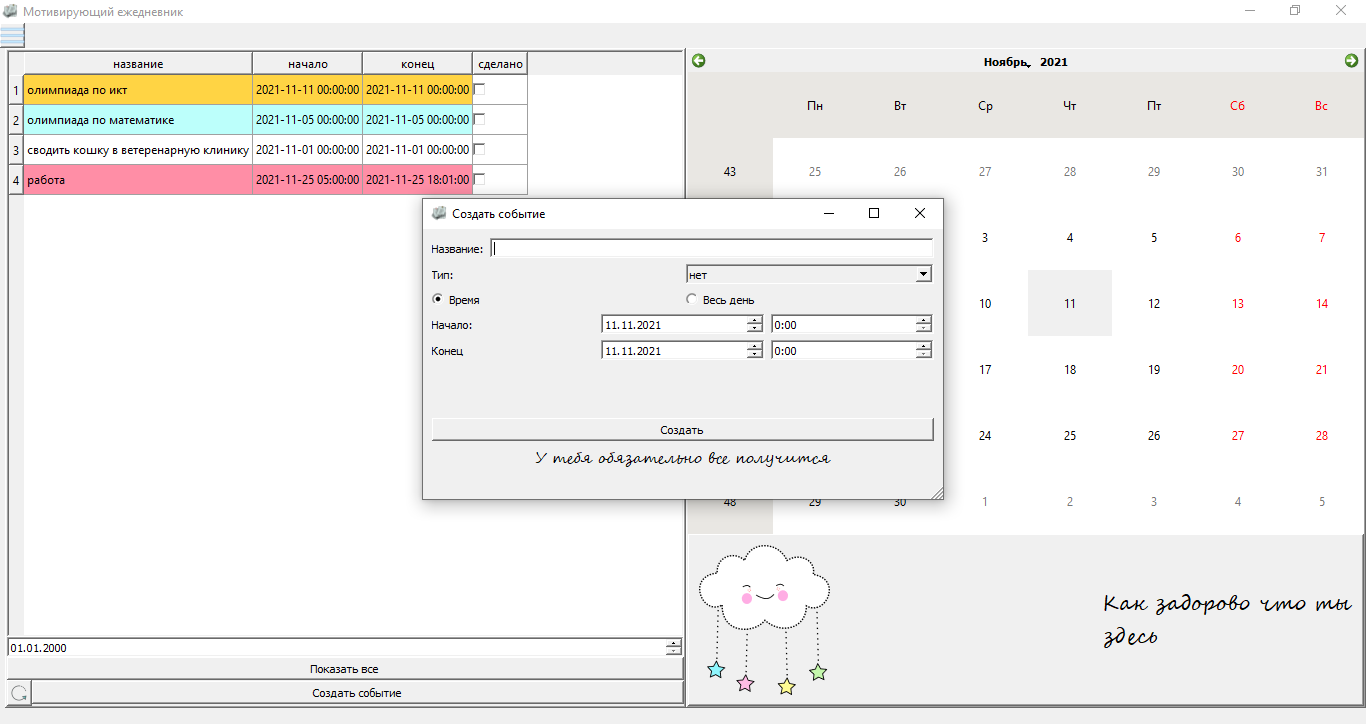 Мотивирующий ежедневник
название начало конец сделано
1 олимпиада по икт 2021-11-11 00:00:00 2021-11-11 00:00:00
2 олимпиада по математике 2021-11-05 00:00:00 2021-11-05 00:00:00
3 сводить кошку в ветеренарную клинику 2021-11-01 00:00:00 2021-11-01 00:00:00
4 работа 2021-11-25 05:00:00 2021-11-25 18:01:00
01.01.2000
Показать все
Создать событие
Создать событие
Название:
Тип: нет
Время Весь день
Начало: 11.11.2021 0:00
Конец 11.11.2021 0:00
Создать
У тебя обязательно все получится
Ноябрь, 2021
Пн Вт Ср Чт Пт Сб Вс
43 25 26 27 28 29 30 31
3 4 5 6 7
10 11 12 13 14
17 18 19 20 21
24 25 26 27 28
48 29 30 1 2 3 4 5
Как задорово что ты
здесь